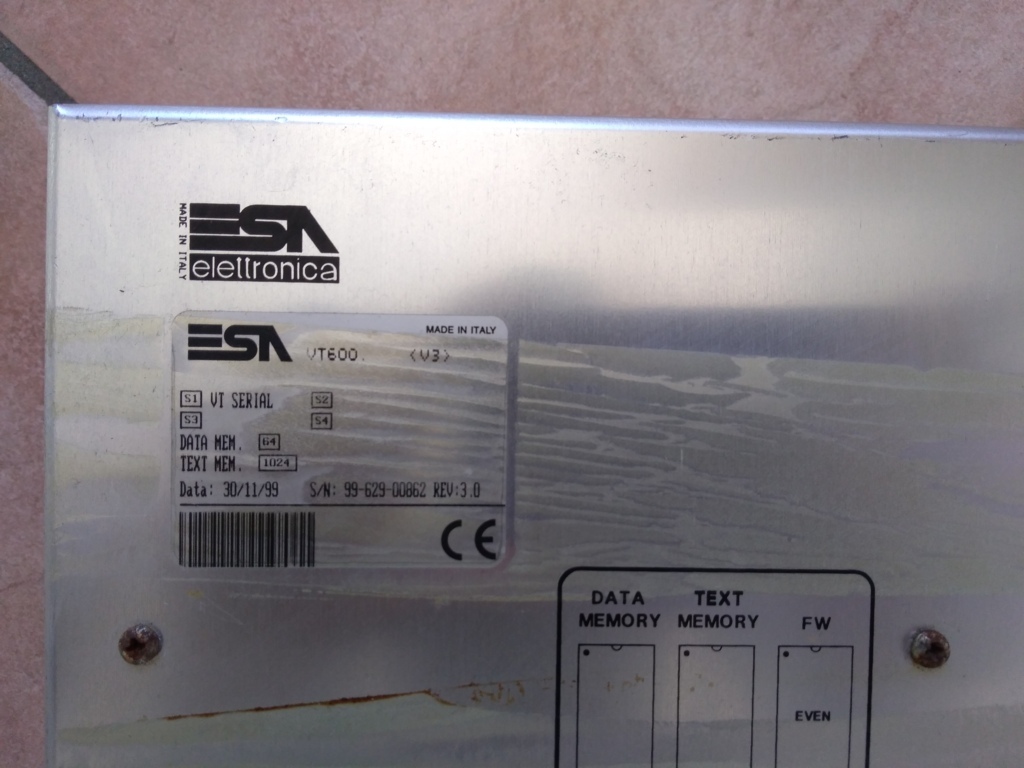 MADE IN ITALY
ESA
elettronica
ESA VT600. <V3> MADE IN ITALY
S1 VT SERIAL S2
S3 S4
DATA MEM. 64
TEXT MEM. 1024
Data: 30/11/99 S/N: 99-629-00862 REV:3.0
CE
DATA MEMORY
TEXT MEMORY
FW
EVEN